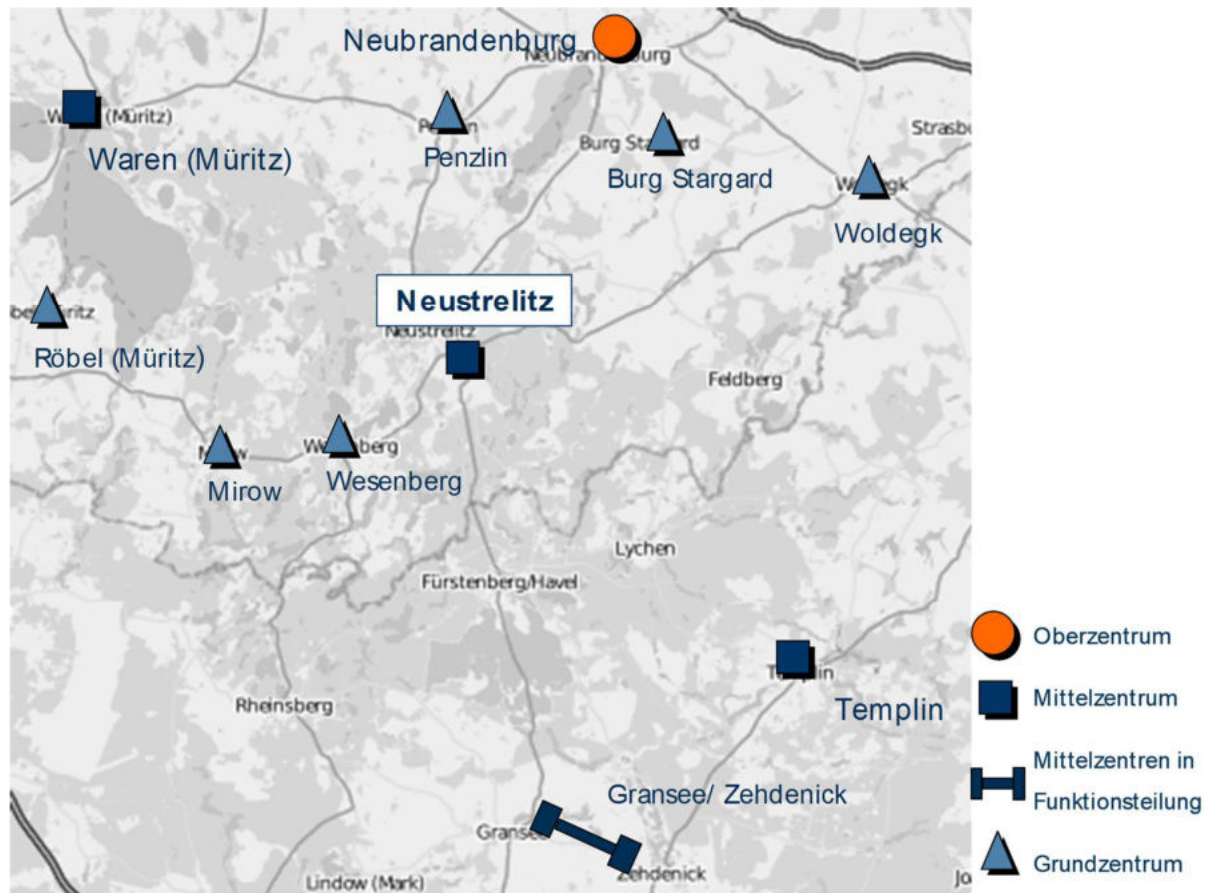 Neubrandenburg
Waren (Müritz)
Penzlin
Burg Stargard
Woldegk
Neustrelitz
Neustrelitz
Röbel (Müritz)
Feldberg
Mirow
Wesenberg
Lychen
Fürstenberg/Havel
Oberzentrum
Rheinsberg
Templin
Mittelzentrum
Gransee/ Zehdenick
Mittelzentren in
Funktionsteilung
Gransee
Zehdenick
Grundzentrum
Lindow (Mark)